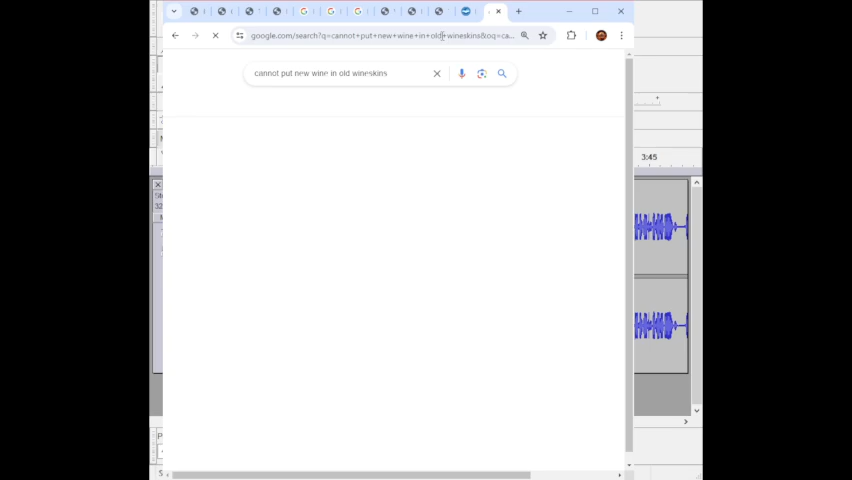 google.com/search?q=cannot+put+new+wine+in+old+wineskins&oq=ca...
cannot put new wine in old wineskins
3:45
32